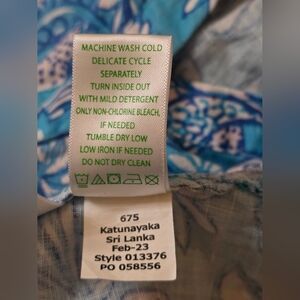 MACHINE WASH COLD
DELICATE CYCLE
SEPARATELY
TURN INSIDE OUT
WITH MILD DETERGENT
ONLY NON-CHLORINE BLEACH,
IF NEEDED
TUMBLE DRY LOW
LOW IRON IF NEEDED
DO NOT DRY CLEAN
675
Katunayaka
Sri Lanka
Feb-23
Style 013376
PO 058556